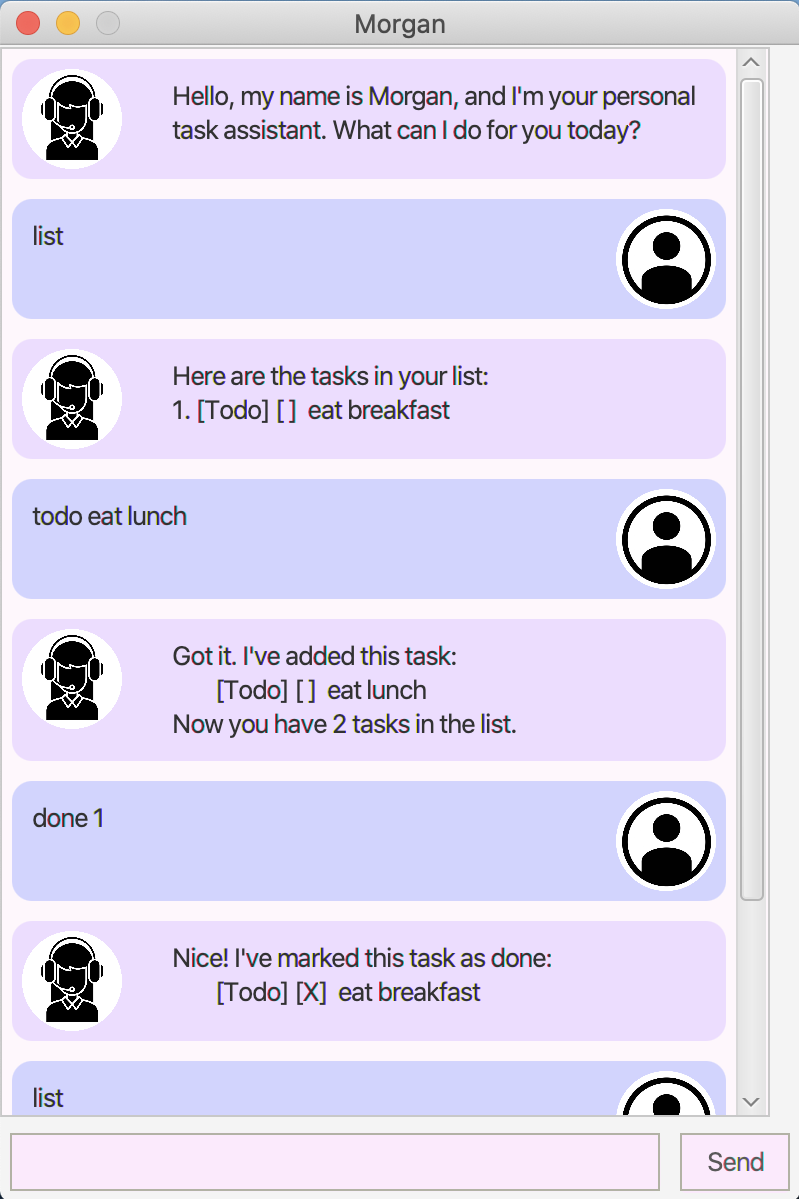 Morgan
Hello, my name is Morgan, and I'm your personal
task assistant. What can I do for you today?
list
Here are the tasks in your list:
1. [Todo] [ ]  eat breakfast
todo eat lunch
Got it. I've added this task:
[Todo] [ ]  eat lunch
Now you have 2 tasks in the list.
done 1
Nice! I've marked this task as done:
[Todo] [X]  eat breakfast
list
Send